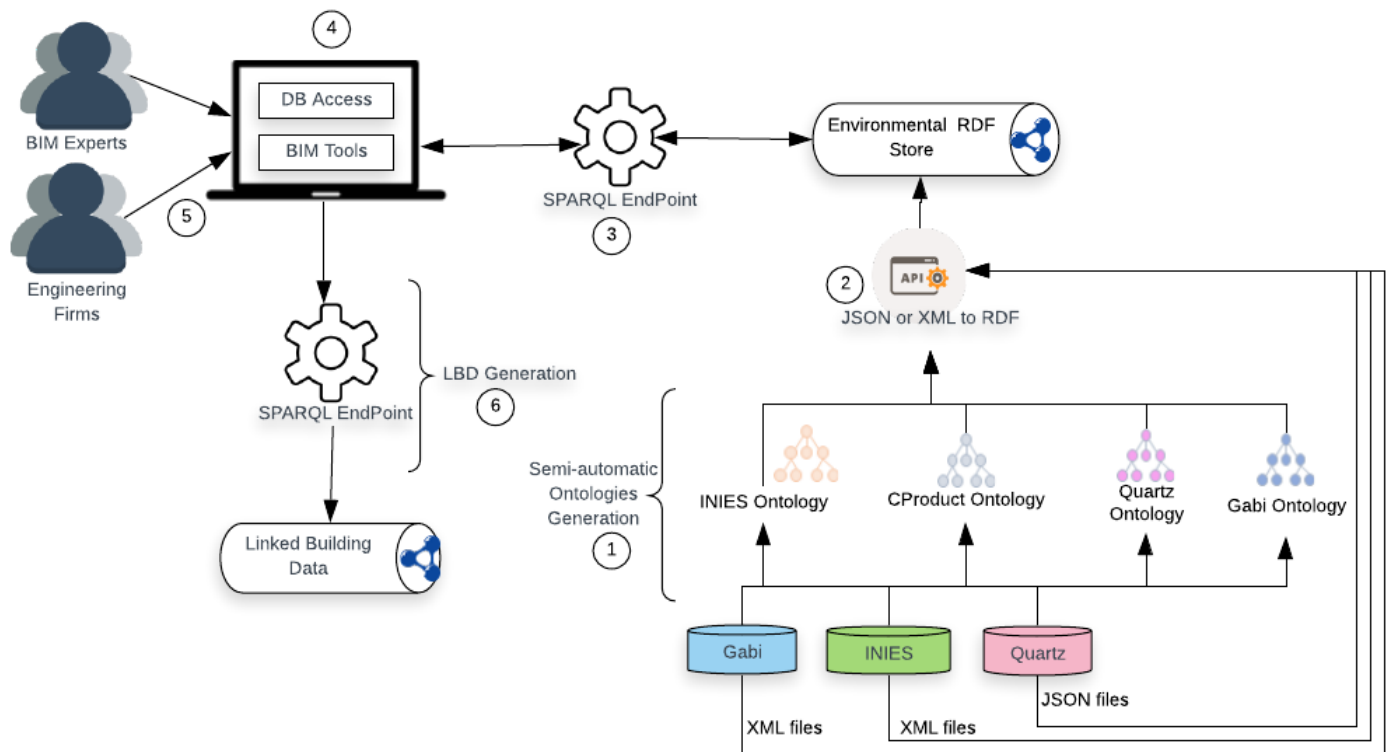 4
DB Access
BIM Tools
BIM Experts
5
Engineering
Firms
SPARQL EndPoint
3
Environmental RDF
Store
API
2
JSON or XML to RDF
SPARQL EndPoint
LBD Generation
6
Linked Building
Data
Semi-automatic
Ontologies
Generation
1
INIES Ontology
CProduct Ontology
Quartz
Ontology
Gabi Ontology
Gabi
INIES
Quartz
XML files
XML files
JSON files